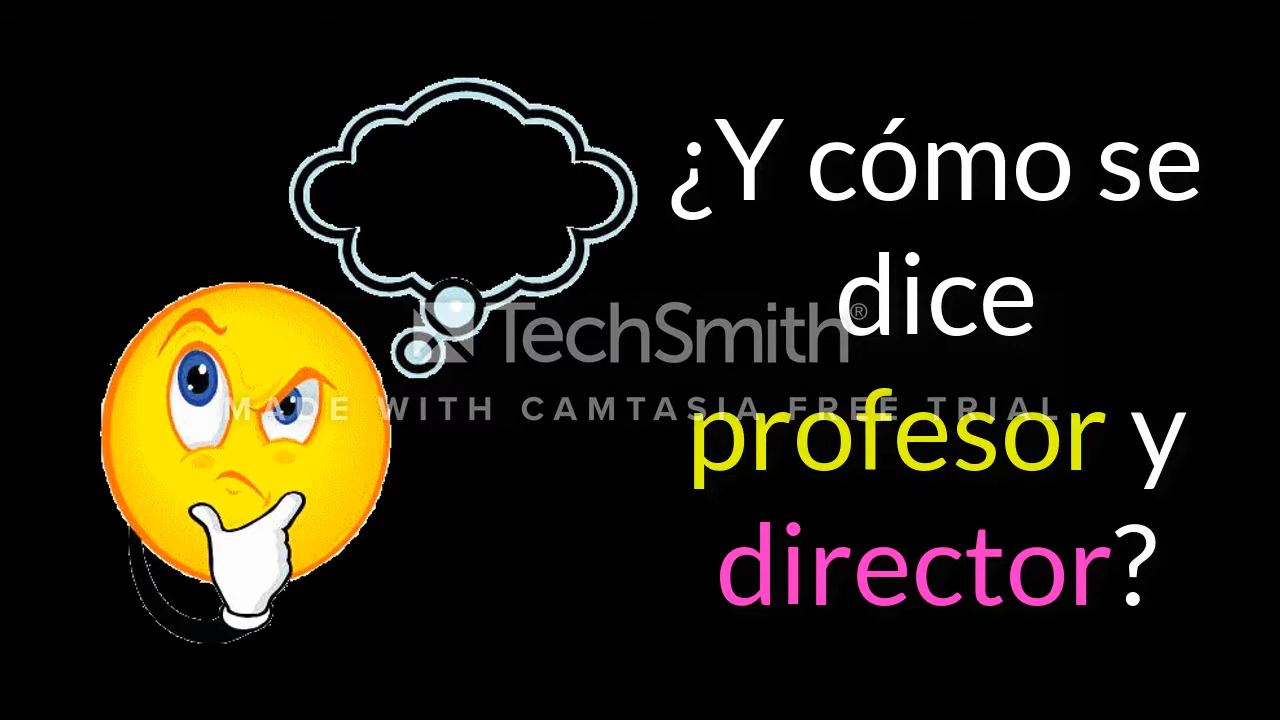 ¿Y cómo se
dice
profesor y
director?
TechSmith®
MADE WITH CAMTASIA FREE TRIAL